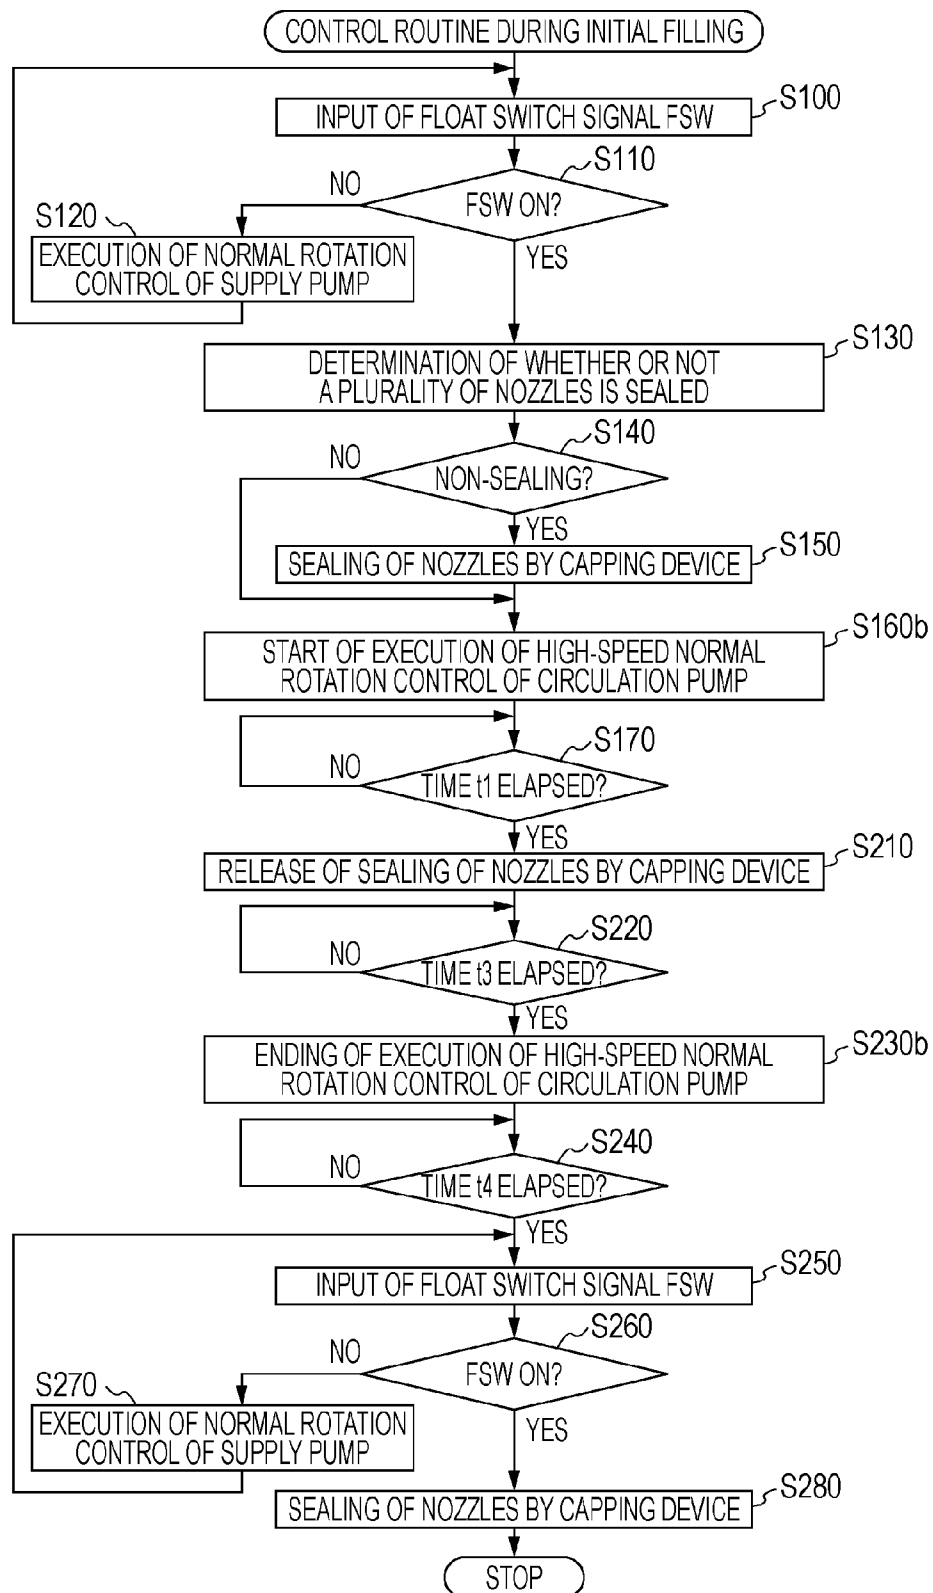 CONTROL ROUTINE DURING INITIAL FILLING
S100
INPUT OF FLOAT SWITCH SIGNAL FSW
S110
NO
FSW ON?
S120
YES
EXECUTION OF NORMAL ROTATION
CONTROL OF SUPPLY PUMP
S130
DETERMINATION OF WHETHER OR NOT
A PLURALITY OF NOZZLES IS SEALED
S140
NO
NON-SEALING?
YES
S150
SEALING OF NOZZLES BY CAPPING DEVICE
S160b
START OF EXECUTION OF HIGH-SPEED NORMAL
ROTATION CONTROL OF CIRCULATION PUMP
S170
NO
TIME t1 ELAPSED?
YES
S210
RELEASE OF SEALING OF NOZZLES BY CAPPING DEVICE
S220
NO
TIME t3 ELAPSED?
YES
S230b
ENDING OF EXECUTION OF HIGH-SPEED NORMAL
ROTATION CONTROL OF CIRCULATION PUMP
S240
NO
TIME t4 ELAPSED?
YES
S250
INPUT OF FLOAT SWITCH SIGNAL FSW
S260
NO
FSW ON?
S270
YES
EXECUTION OF NORMAL ROTATION
CONTROL OF SUPPLY PUMP
S280
SEALING OF NOZZLES BY CAPPING DEVICE
STOP